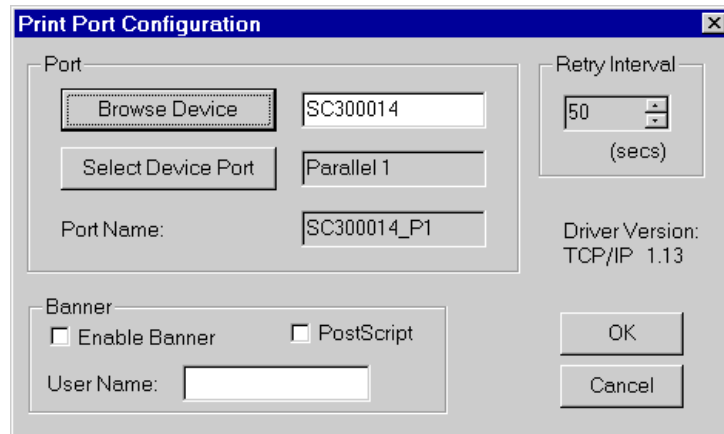 Print Port Configuration
Port
Browse Device
SC300014
Select Device Port
Parallel 1
Port Name:
SC300014_P1
Retry Interval
50
(secs)
Driver Version:
TCP/IP 1.13
Banner
Enable Banner
PostScript
User Name:
OK
Cancel